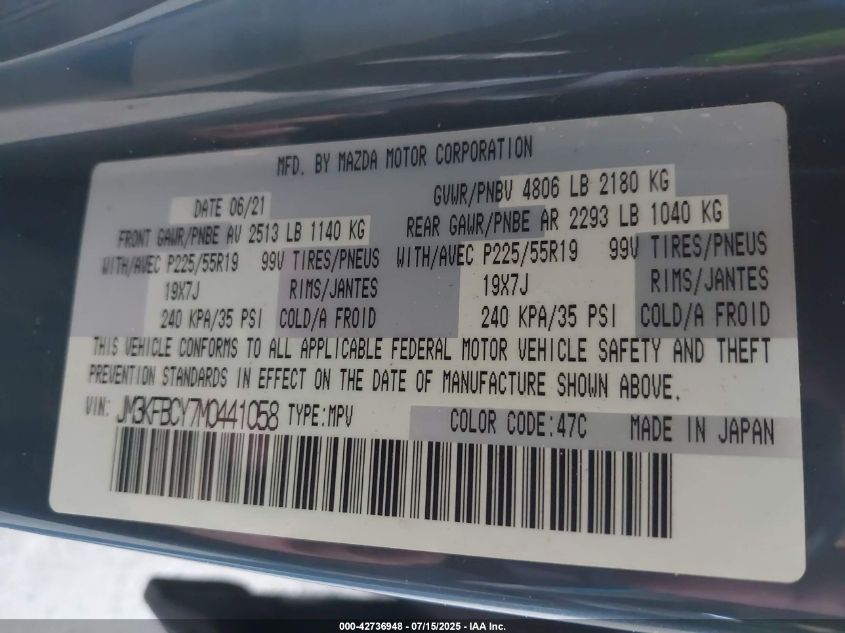 MFD. BY MAZDA MOTOR CORPORATION
DATE 06/21 GVWR/PNBV 4806 LB 2180 KG
FRONT GAWR/PNBE AV 2513 LB 1140 KG REAR GAWR/PNBE AR 2293 LB 1040 KG
WITH/AVEC P225/55R19 99V TIRES/PNEUS WITH/AVEC P225/55R19 99V TIRES/PNEUS
19X7J RIMS/JANTES 19X7J RIMS/JANTES
240 KPA/35 PSI COLD/A FROID 240 KPA/35 PSI COLD/A FROID
THIS VEHICLE CONFORMS TO ALL APPLICABLE FEDERAL MOTOR VEHICLE SAFETY AND THEFT
PREVENTION STANDARDS IN EFFECT ON THE DATE OF MANUFACTURE SHOWN ABOVE.
VIN: JM3KFBCY7M0441058 TYPE:MPV COLOR CODE:47C MADE IN JAPAN
000-42736948 - 07/15/2025 - IAA Inc.